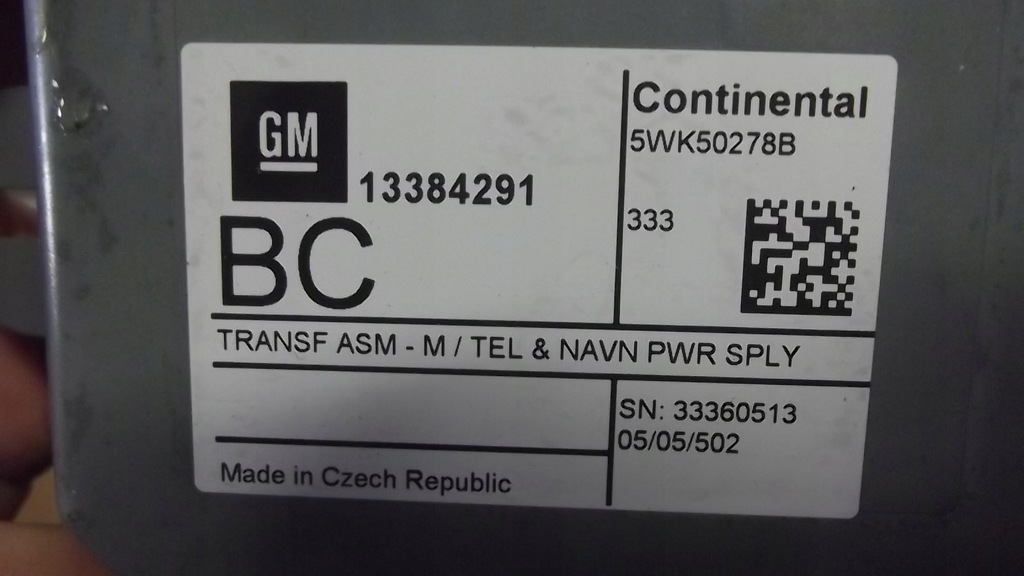 GM
13384291
BC
Continental
5WK50278B
333
TRANSF ASM - M / TEL & NAVN PWR SPLY
SN: 33360513
05/05/502
Made in Czech Republic